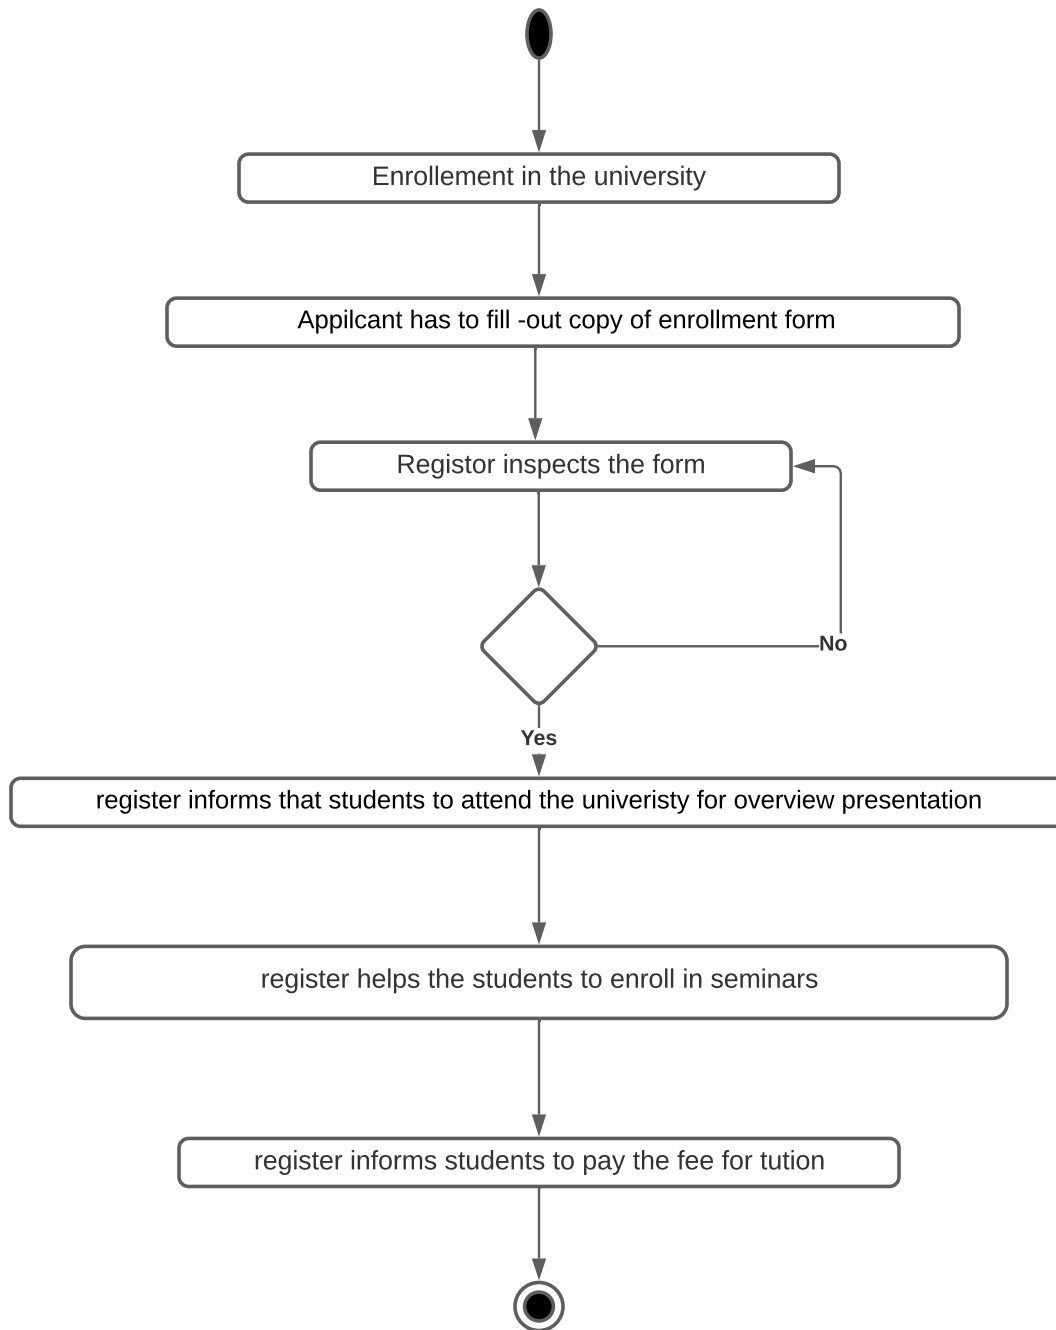 Enrollement in the university
Appilcant has to fill -out copy of enrollment form
Registor inspects the form
No
Yes
register informs that students to attend the univeristy for overview presentation
register helps the students to enroll in seminars
register informs students to pay the fee for tution